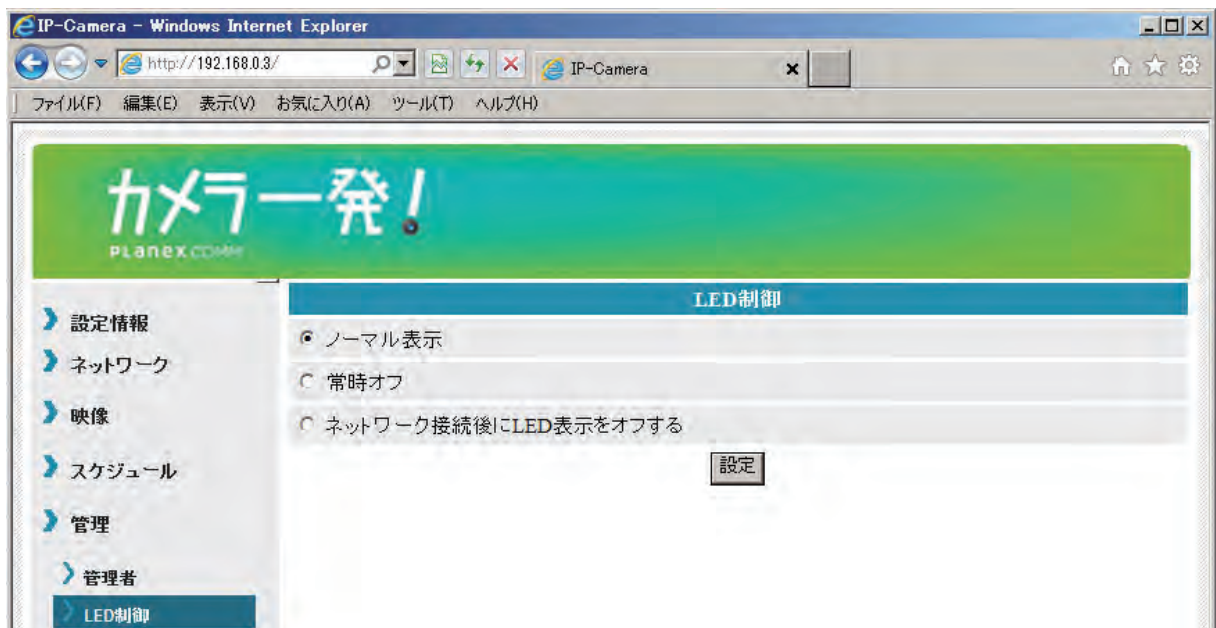 IP-Camera - Windows Internet Explorer
http://192.168.0.3/
IP-Camera
ファイル(F) 編集(E) 表示(V) お気に入り(A) ツール(T) ヘルプ(H)
カメラ一発!
PLANEX COMM
LED制御
設定情報
ノーマル表示
ネットワーク
常時オフ
映像
ネットワーク接続後にLED表示をオフする
設定
スケジュール
管理
管理者
LED制御